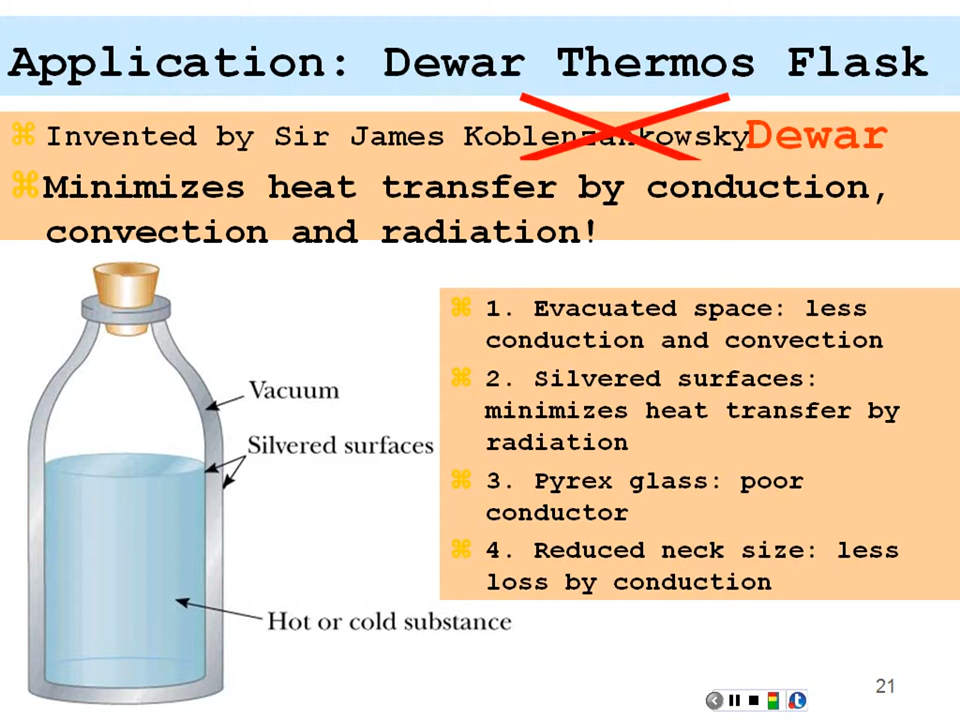 Application: Dewar Thermos Flask
Invented by Sir James Koblenzankowsky Dewar
Minimizes heat transfer by conduction,
convection and radiation!
1. Evacuated space: less
conduction and convection
2. Silvered surfaces:
minimizes heat transfer by
radiation
3. Pyrex glass: poor
conductor
4. Reduced neck size: less
loss by conduction
Vacuum
Silvered surfaces
Hot or cold substance
21